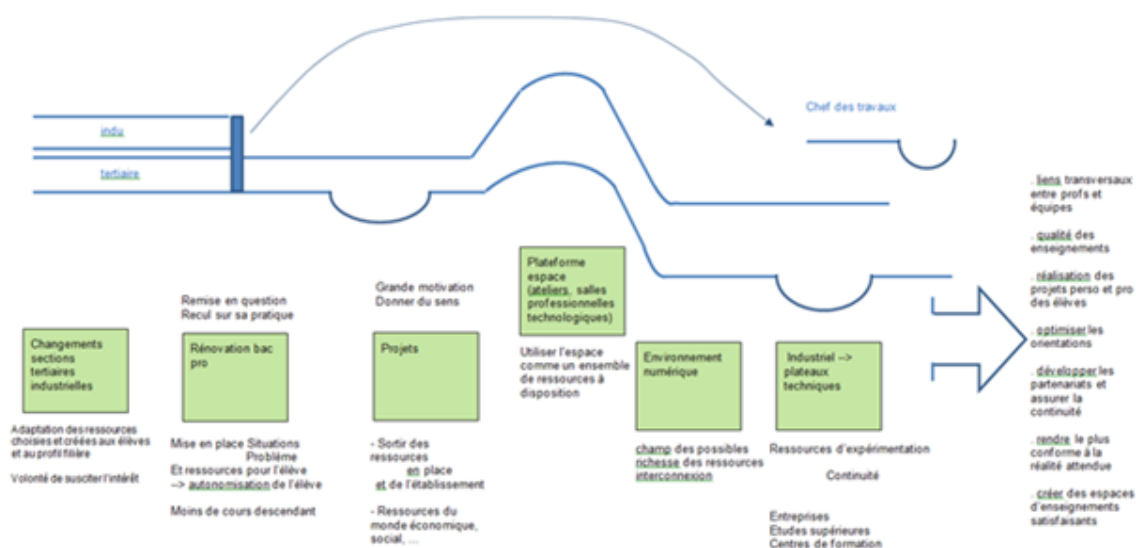 indu
tertiaire
Chef des travaux
Changements
sections
tertiaires
industrielles
Adaptation des ressources
choisies et créées aux élèves
et au profil filière
Volonté de susciter l'intérêt
Remise en question
Recul sur sa pratique
Rénovation bac
pro
Mise en place Situations
Problème
Et ressources pour l'élève
--> autonomisation de l'élève
Moins de cours descendant
Grande motivation
Donner du sens
Projets
- Sortir des
ressources
en place
et de l'établissement
- Ressources du
monde économique,
social, ...
Plateforme
espace
(ateliers, salles
professionnelles
technologiques)
Utiliser l'espace
comme un ensemble
de ressources à
disposition
Environnement
numérique
champ des possibles
richesse des ressources
interconnexion
Industriel -->
plateaux
techniques
Ressources d'expérimentation
Continuité
Entreprises
Etudes supérieures
Centres de formation
. liens transversaux
entre profs et
équipes
. qualité des
enseignements
. réalisation des
projets perso et pro
des élèves
. optimiser les
orientations
. développer les
partenariats et
assurer la
continuité
. rendre le plus
conforme à la
réalité attendue
. créer des espaces
d'enseignements
satisfaisants